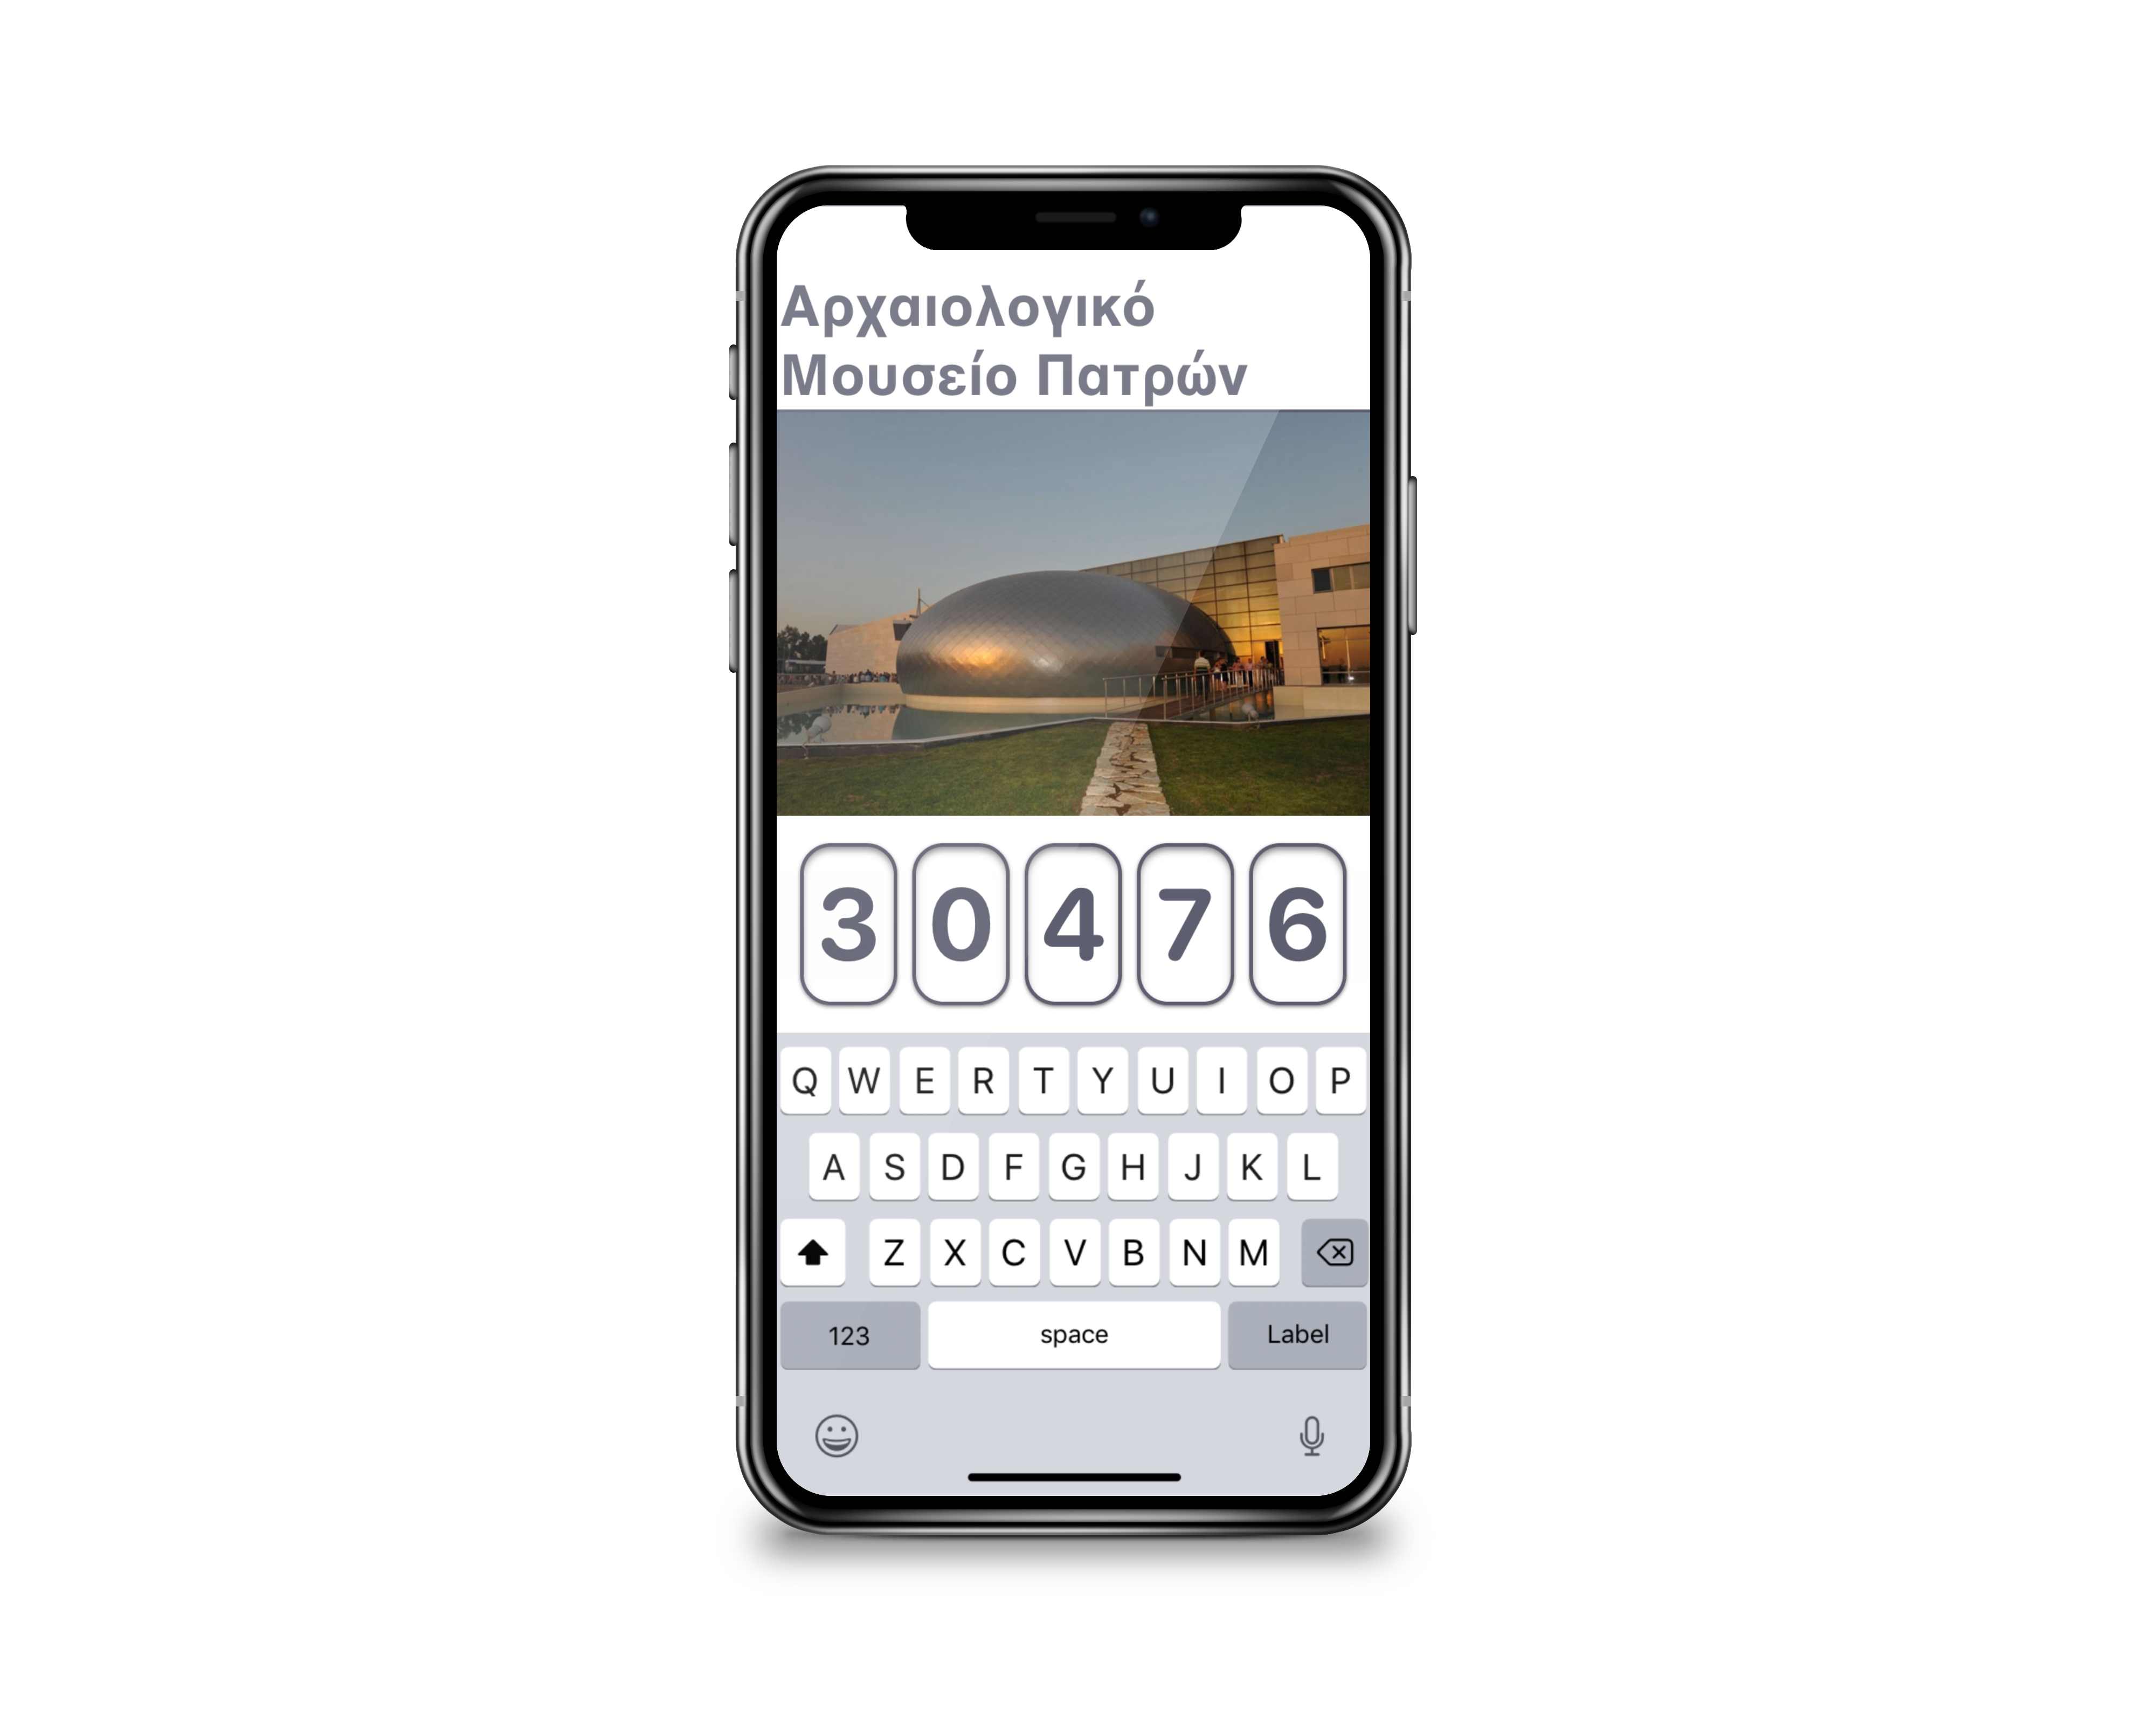 Αρχαιολογικό
Μουσείο Πατρών
3 0 4 7 6
Q W E R T Y U I O P
A S D F G H J K L
Z X C V B N M
123 space Label